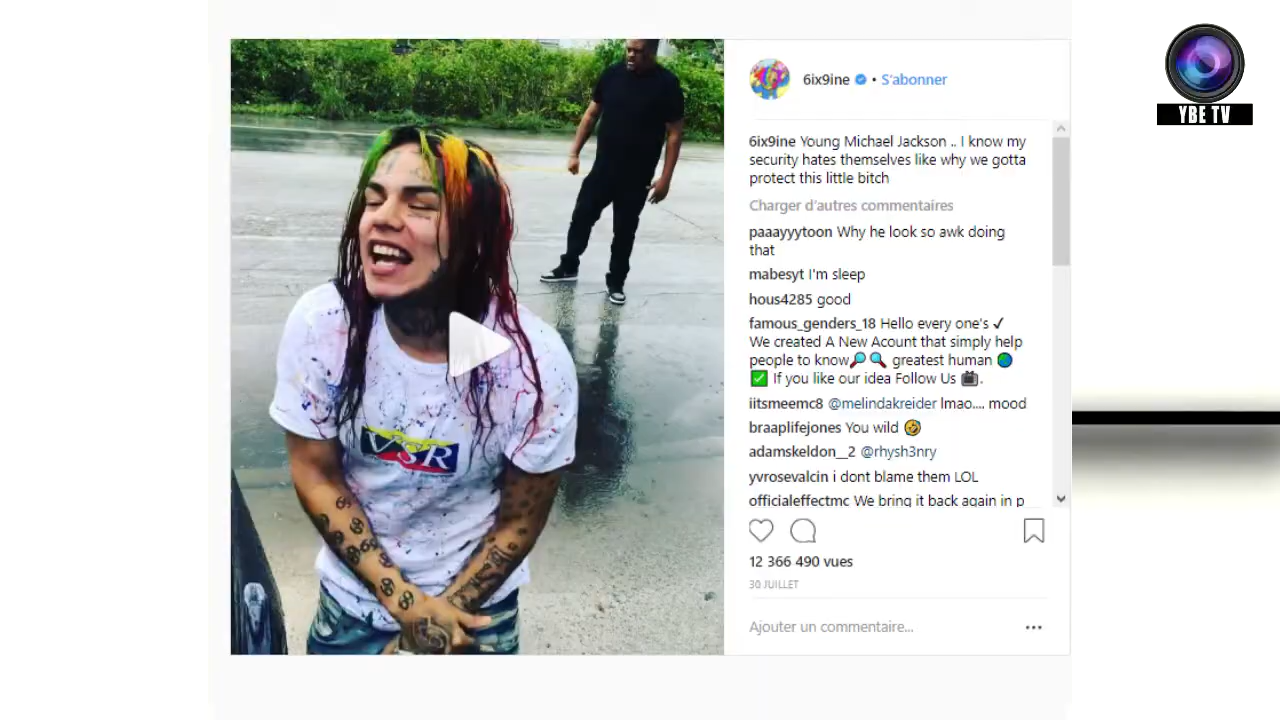 YBE TV
6ix9ine • S'abonner
6ix9ine Young Michael Jackson .. I know my
security hates themselves like why we gotta
protect this little bitch
Charger d'autres commentaires
paaayyytoon Why he look so awk doing
that
mabesyt I'm sleep
hous4285 good
famous_genders_18 Hello every one's ✓
We created A New Acount that simply help
people to know🔎🔍 greatest human 🌎
✅ If you like our idea Follow Us 📺.
iitsmeemc8 @melindakreider lmao.... mood
braaplifejones You wild 🤣
adamskeldon__2 @rhysh3nry
yvrosevalcin i dont blame them LOL
officialeffectmc We bring it back again in p
12 366 490 vues
30 JUILLET
Ajouter un commentaire...
VSR